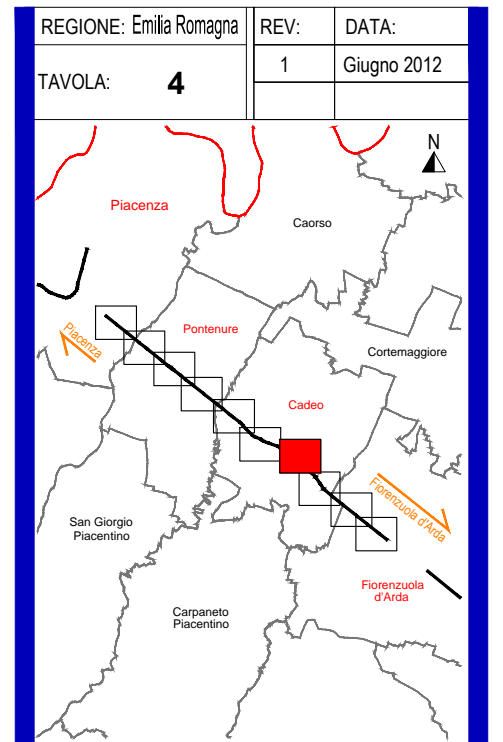 REGIONE: Emilia Romagna REV: DATA:
1 Giugno 2012
TAVOLA: 4
N
Piacenza
Caorso
Piacenza
Pontenure
Cortemaggiore
Cadeo
Fiorenzuola d'Arda
San Giorgio
Piacentino
Fiorenzuola
d'Arda
Carpaneto
Piacentino